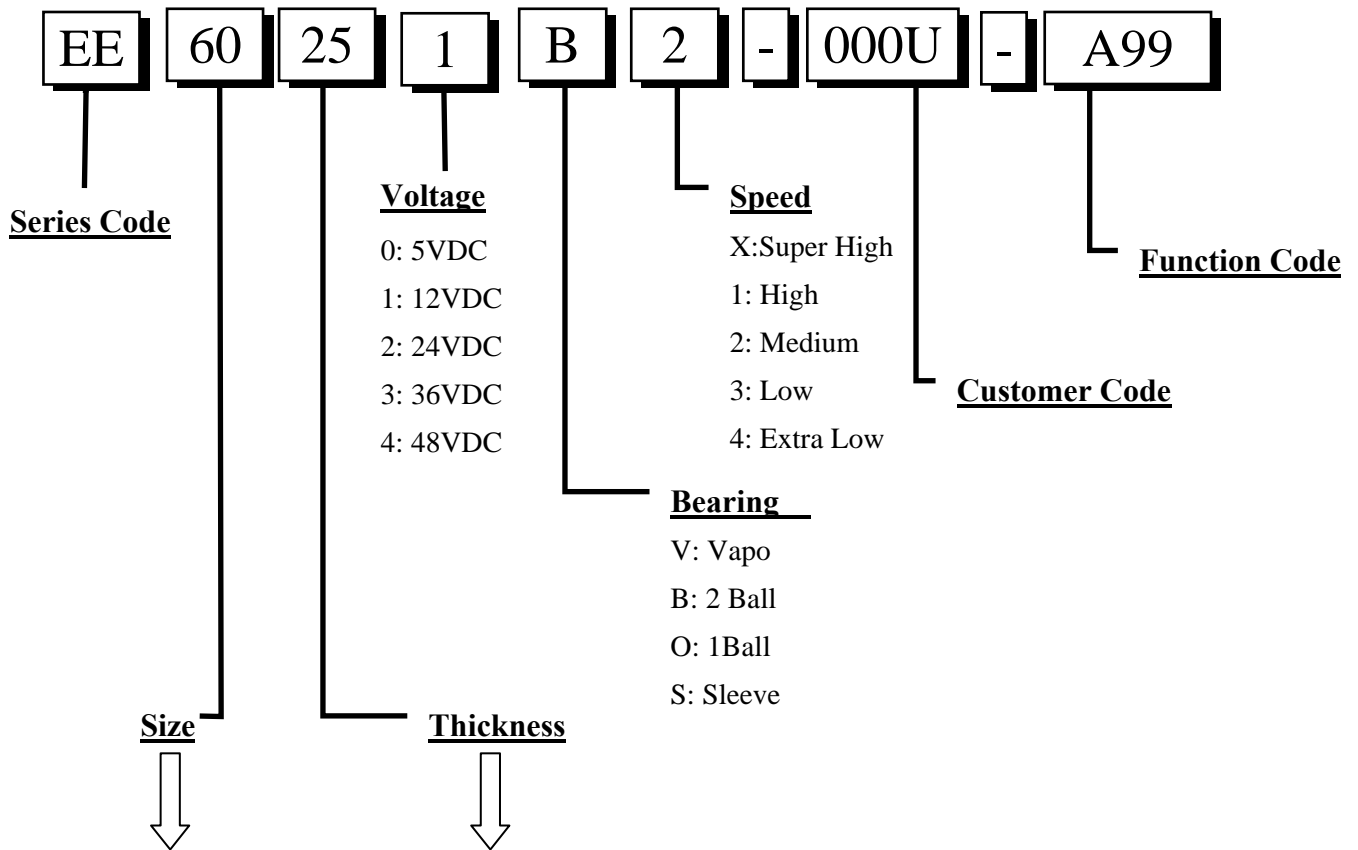 EE 60 25 1 B 2 - 000U - A99
Series Code
Voltage
0: 5VDC
1: 12VDC
2: 24VDC
3: 36VDC
4: 48VDC
Speed
X:Super High
1: High
2: Medium
3: Low
4: Extra Low
Function Code
Customer Code
Bearing
V: Vapo
B: 2 Ball
O: 1Ball
S: Sleeve
Size
Thickness